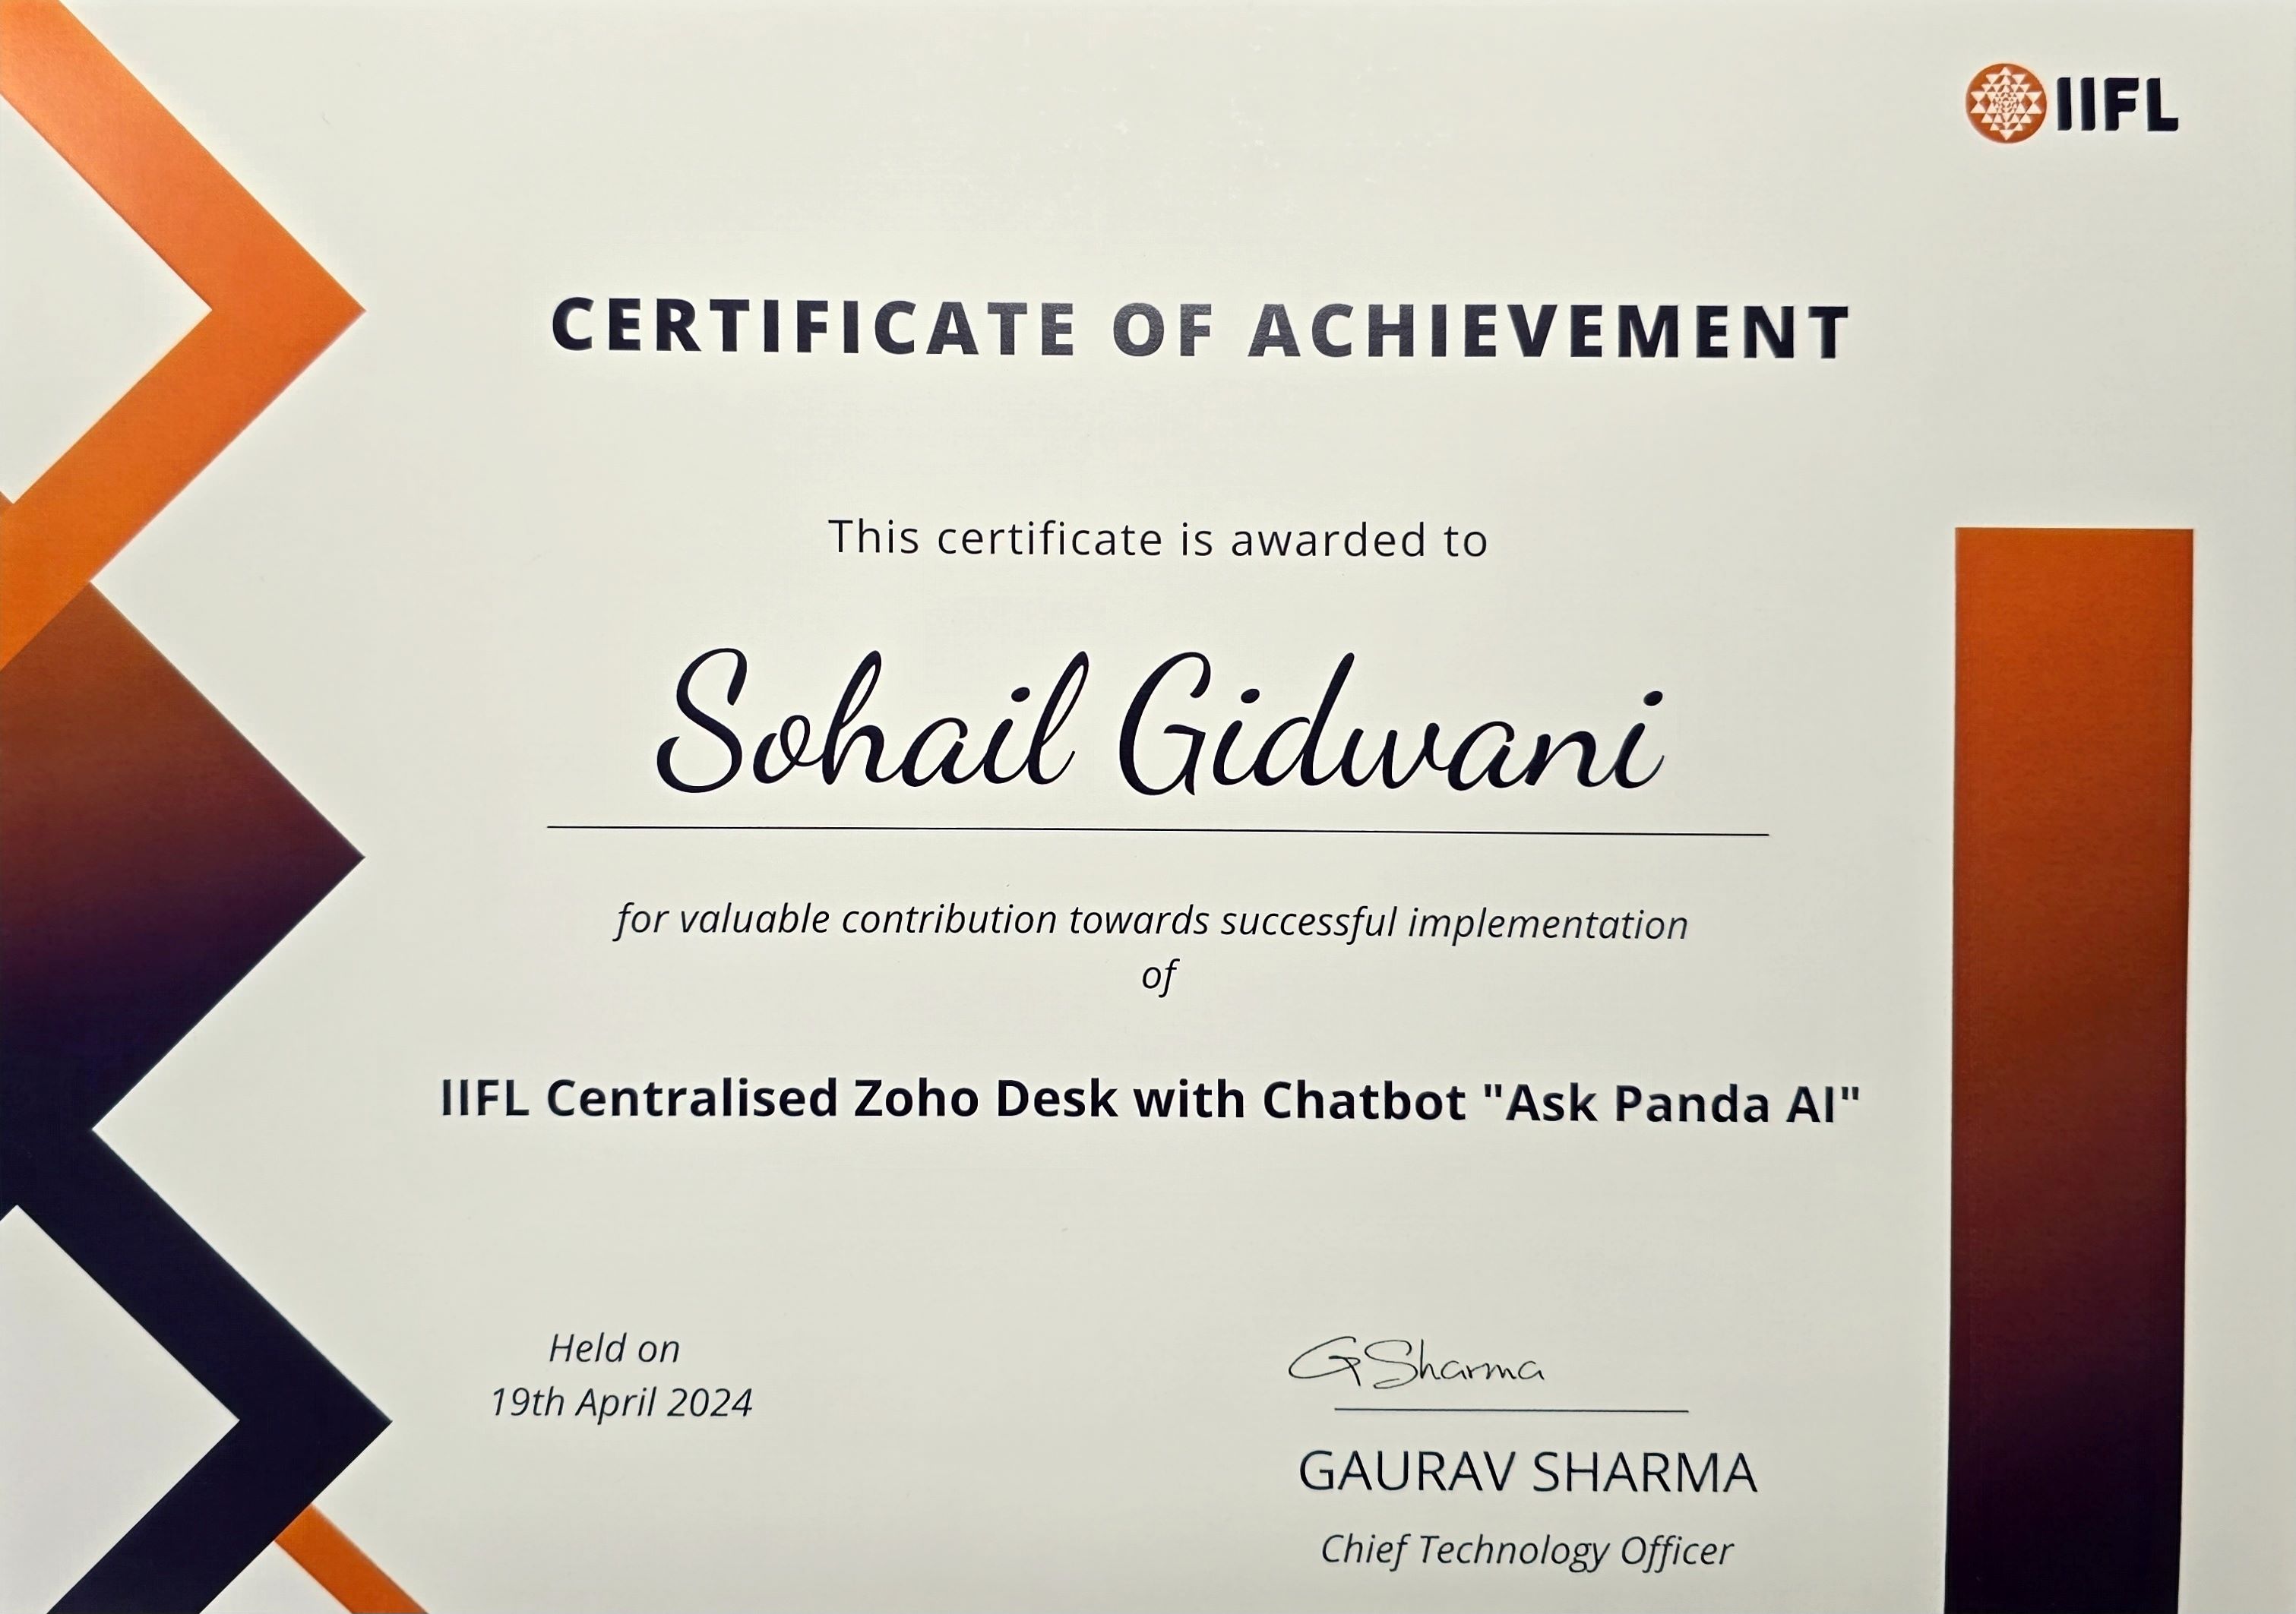 IIFL
CERTIFICATE OF ACHIEVEMENT
This certificate is awarded to
Sohail Gidwani
for valuable contribution towards successful implementation
of
IIFL Centralised Zoho Desk with Chatbot "Ask Panda AI"
Held on
19th April 2024
GSharma
GAURAV SHARMA
Chief Technology Officer